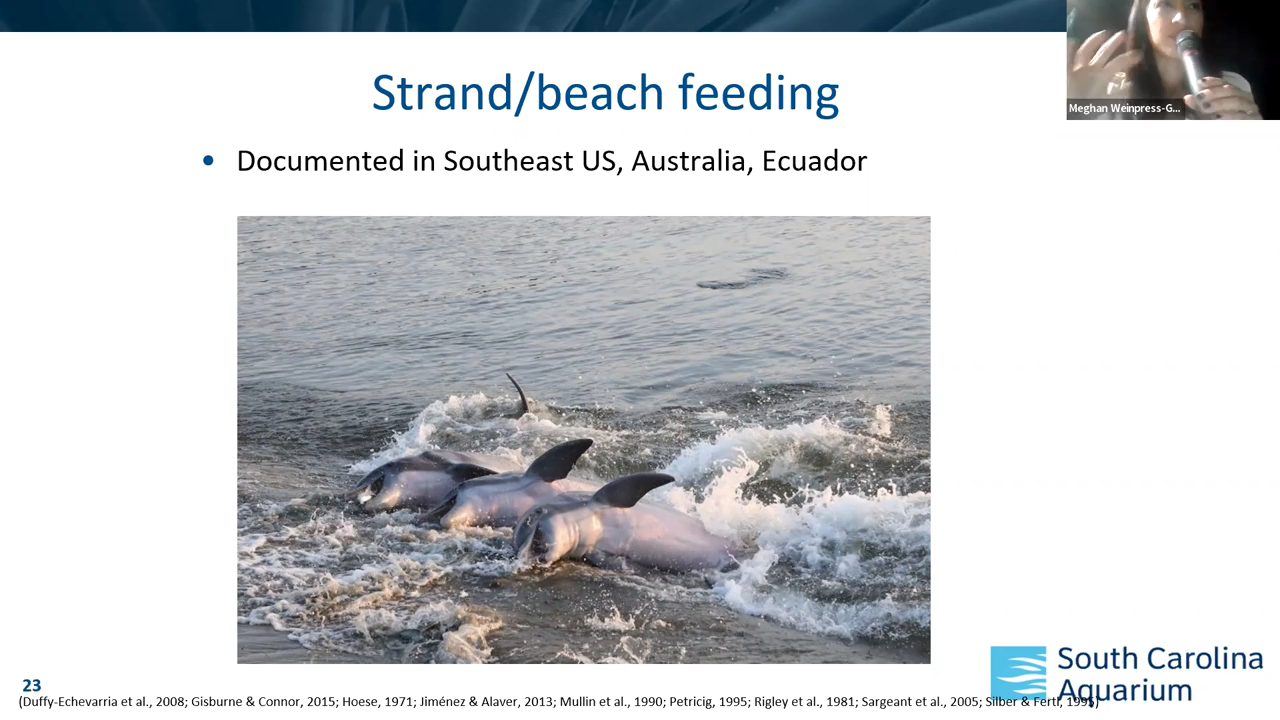 Strand/beach feeding
Meghan Weinpress-G...
• Documented in Southeast US, Australia, Ecuador
South Carolina
Aquarium
23
(Duffy-Echevarria et al., 2008; Gisburne & Connor, 2015; Hoese, 1971; Jiménez & Alaver, 2013; Mullin et al., 1990; Petricig, 1995; Rigley et al., 1981; Sargeant et al., 2005; Silber & Fertl, 1995)